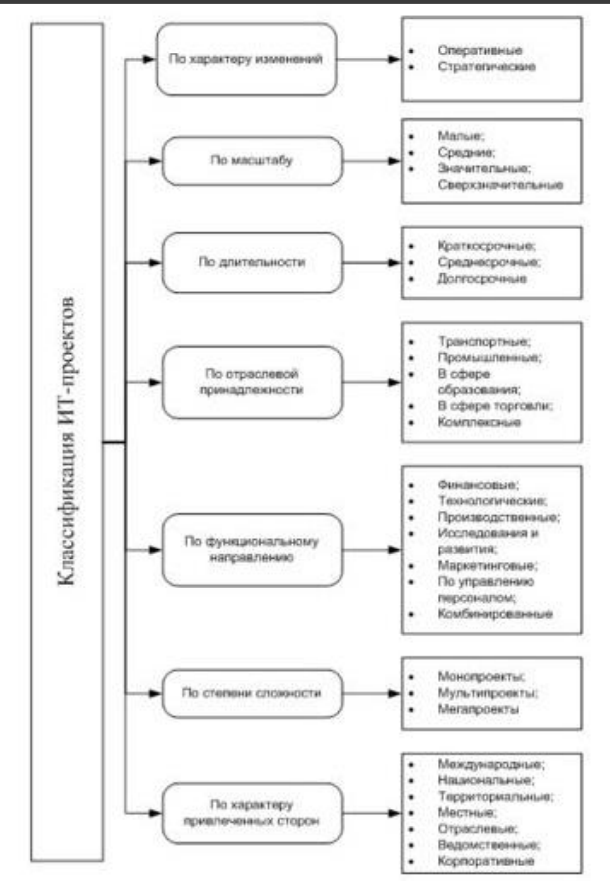 Классификация ИТ-проектов
По характеру изменений
• Оперативные
• Стратегические
По масштабу
• Малые;
• Средние;
• Значительные;
Сверхзначительные
По длительности
• Краткосрочные;
• Среднесрочные;
• Долгосрочные
По отраслевой
принадлежности
• Транспортные;
• Промышленные;
• В сфере
образования;
• В сфере торговли;
• Комплексные
По функциональному
направлению
• Финансовые;
• Технологические;
• Производственные;
• Исследования и
развития;
• Маркетинговые;
• По управлению
персоналом;
• Комбинированные
По степени сложности
• Монопроекты;
• Мультипроекты;
• Мегапроекты
По характеру
привлеченных сторон
• Международные;
• Национальные;
• Территориальные;
• Местные;
• Отраслевые;
• Ведомственные;
• Корпоративные